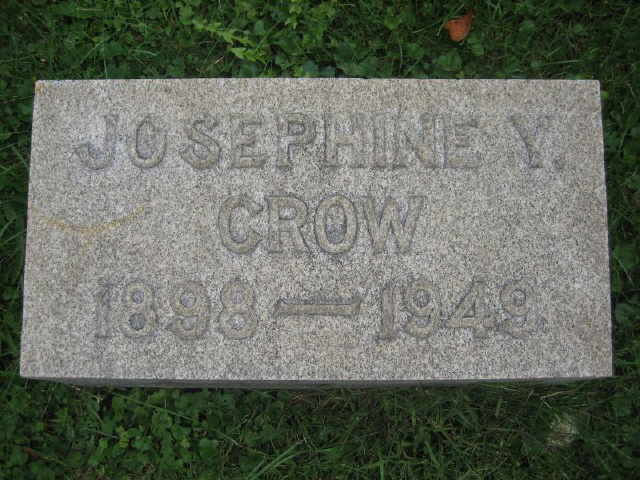 JOSEPHINE Y.
CROW
1898 — 1949